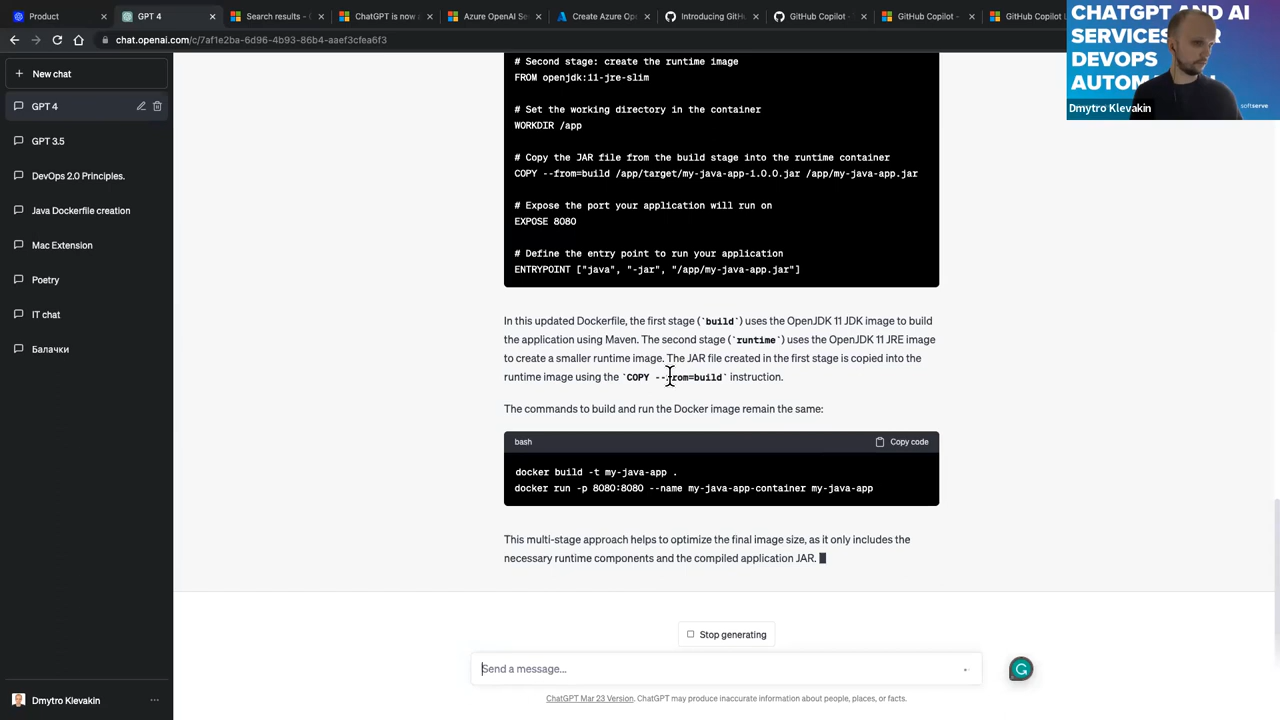 Product
GPT 4
Search results -
ChatGPT is now a
Azure OpenAI Se
Create Azure Op
Introducing GitH
GitHub Copilot ·
GitHub Copilot -
GitHub Copilot
chat.openai.com/c/7af1e2ba-6d96-4b93-86b4-aaef3cfea6f3
CHATGPT AND AI
SERVICES
DEVOPS
Dmytro Klevakin
softserve
New chat
GPT 4
GPT 3.5
DevOps 2.0 Principles.
Java Dockerfile creation
Mac Extension
Poetry
IT chat
Балачки
Dmytro Klevakin
# Second stage: create the runtime image
FROM openjdk:11-jre-slim
# Set the working directory in the container
WORKDIR /app
# Copy the JAR file from the build stage into the runtime container
COPY --from=build /app/target/my-java-app-1.0.0.jar /app/my-java-app.jar
# Expose the port your application will run on
EXPOSE 8080
# Define the entry point to run your application
ENTRYPOINT ["java", "-jar", "/app/my-java-app.jar"]
In this updated Dockerfile, the first stage (`build`) uses the OpenJDK 11 JDK image to build
the application using Maven. The second stage (`runtime`) uses the OpenJDK 11 JRE image
to create a smaller runtime image. The JAR file created in the first stage is copied into the
runtime image using the `COPY --from=build` instruction.
The commands to build and run the Docker image remain the same:
bash
Copy code
docker build -t my-java-app .
docker run -p 8080:8080 --name my-java-app-container my-java-app
This multi-stage approach helps to optimize the final image size, as it only includes the
necessary runtime components and the compiled application JAR.
Stop generating
Send a message...
ChatGPT Mar 23 Version. ChatGPT may produce inaccurate information about people, places, or facts.